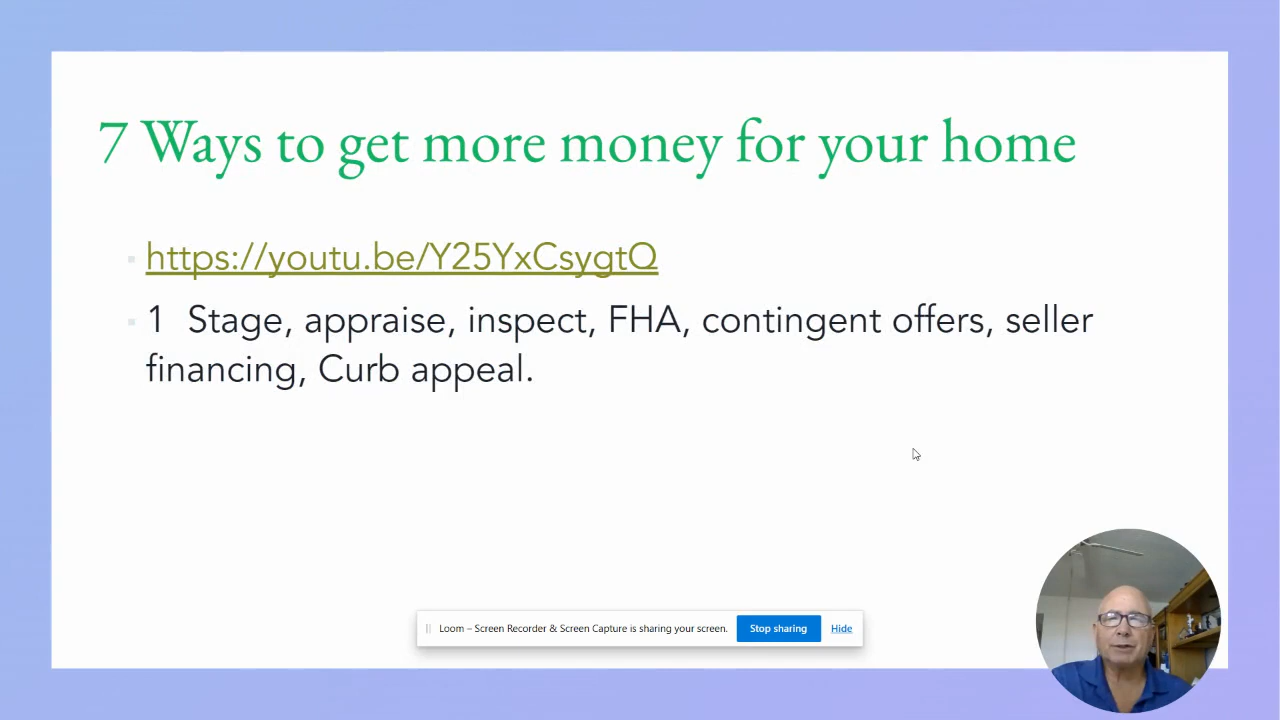 7 Ways to get more money for your home
https://youtu.be/Y25YxCsygtQ
1 Stage, appraise, inspect, FHA, contingent offers, seller
financing, Curb appeal.
Loom – Screen Recorder & Screen Capture is sharing your screen. Stop sharing Hide